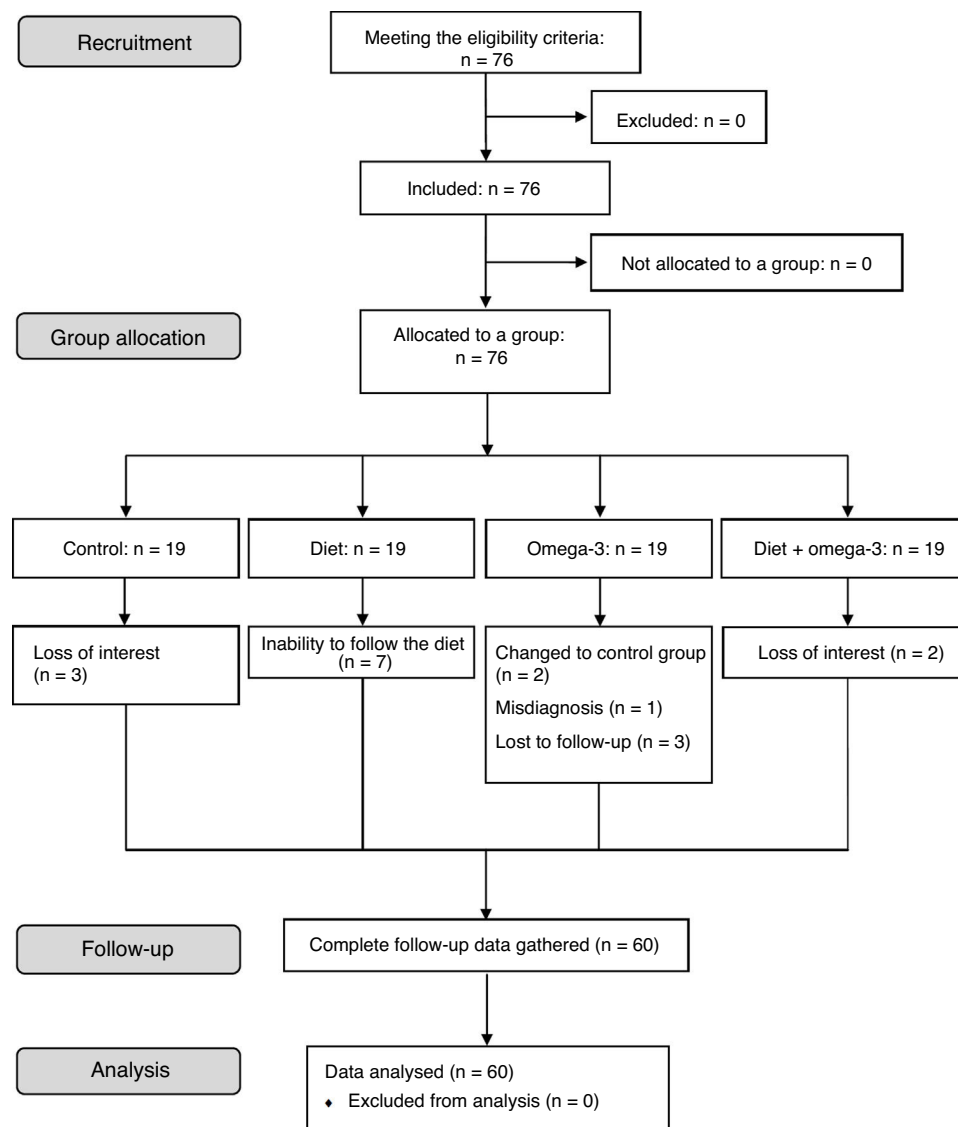 Recruitment
Meeting the eligibility criteria:
n = 76
Excluded: n = 0
Included: n = 76
Not allocated to a group: n = 0
Group allocation
Allocated to a group:
n = 76
Control: n = 19
Diet: n = 19
Omega-3: n = 19
Diet + omega-3: n = 19
Loss of interest
(n = 3)
Inability to follow the diet
(n = 7)
Changed to control group
(n = 2)
Misdiagnosis (n = 1)
Lost to follow-up (n = 3)
Loss of interest (n = 2)
Follow-up
Complete follow-up data gathered (n = 60)
Analysis
Data analysed (n = 60)
♦ Excluded from analysis (n = 0)